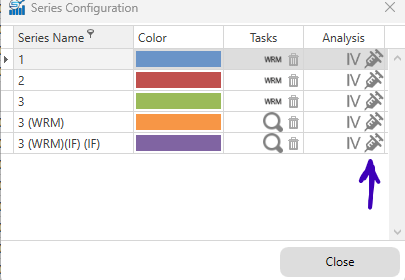 Series Configuration
Series Name Color Tasks Analysis
1 WRM IV
2 WRM IV
3 WRM IV
3 (WRM) IV
3 (WRM)(IF) (IF) IV
Close